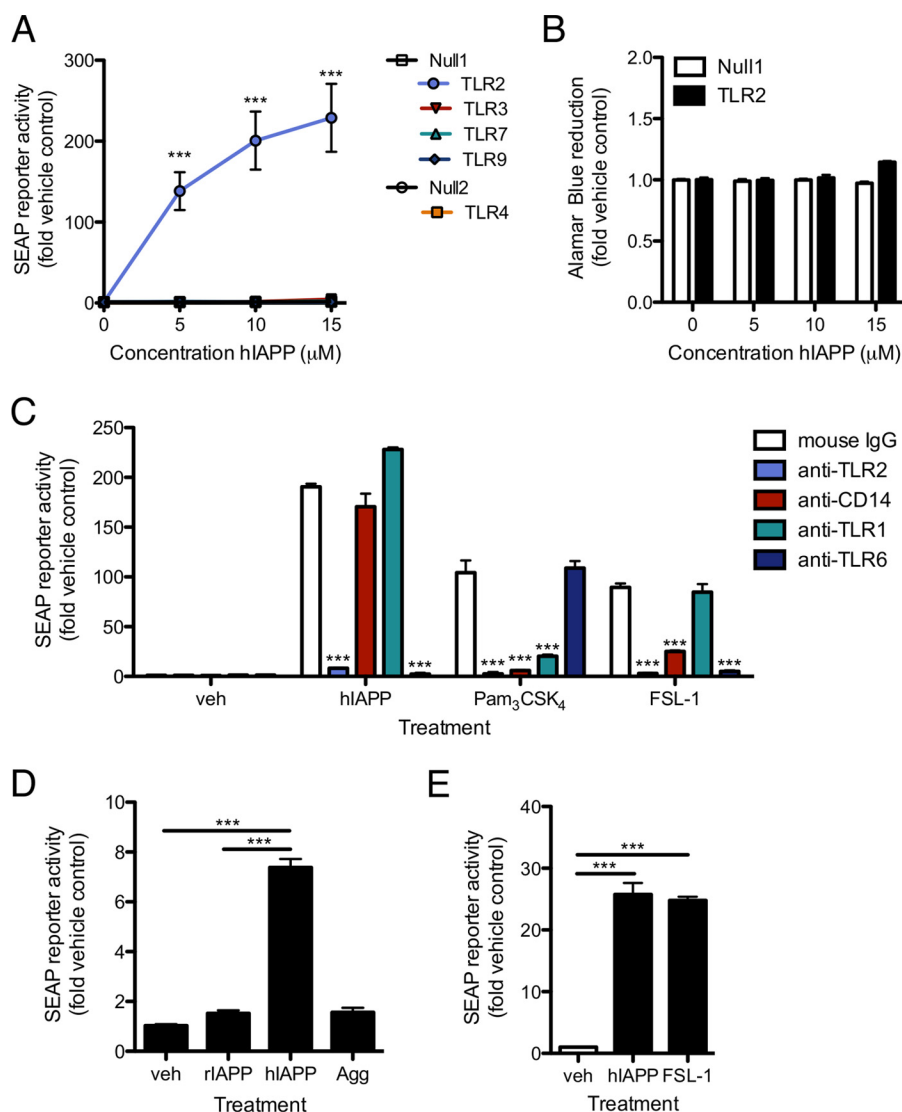 A
SEAP reporter activity
(fold vehicle control)
300
200
100
0
***
***
***
0 5 10 15
Concentration hIAPP (μM)
Null1
TLR2
TLR3
TLR7
TLR9
Null2
TLR4
B
Alamar Blue reduction
(fold vehicle control)
2.0
1.5
1.0
0.5
0.0
Null1
TLR2
0 5 10 15
Concentration hIAPP (μM)
C
SEAP reporter activity
(fold vehicle control)
250
200
150
100
50
0
***
***
*** *** ***
*** *** ***
veh hIAPP Pam₃CSK₄ FSL-1
Treatment
mouse IgG
anti-TLR2
anti-CD14
anti-TLR1
anti-TLR6
D
SEAP reporter activity
(fold vehicle control)
10
8
6
4
2
0
***
***
veh rIAPP hIAPP Agg
Treatment
E
SEAP reporter activity
(fold vehicle control)
40
30
20
10
0
***
***
veh hIAPP FSL-1
Treatment